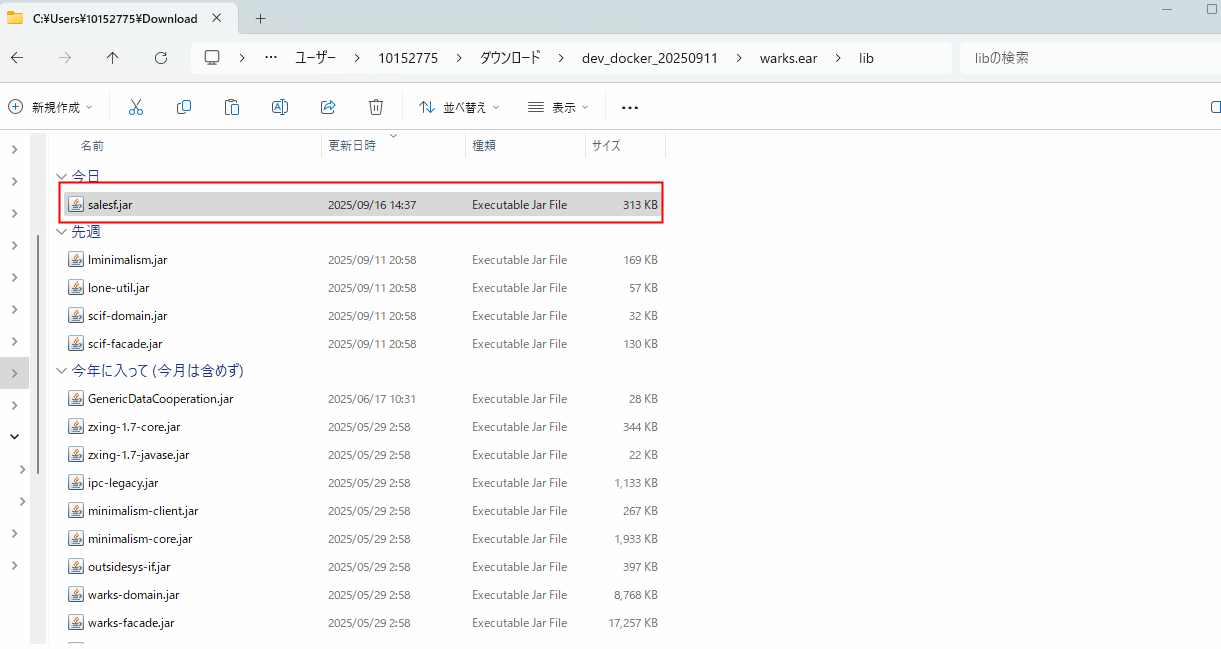 C:¥Users¥10152775¥Download
… ユーザー 10152775 ダウンロード dev_docker_20250911 warks.ear lib libの検索
新規作成 並べ替え 表示 …
名前 更新日時 種類 サイズ
今日
salesf.jar 2025/09/16 14:37 Executable Jar File 313 KB
先週
lminimalism.jar 2025/09/11 20:58 Executable Jar File 169 KB
lone-util.jar 2025/09/11 20:58 Executable Jar File 57 KB
scif-domain.jar 2025/09/11 20:58 Executable Jar File 32 KB
scif-facade.jar 2025/09/11 20:58 Executable Jar File 130 KB
今年に入って (今月は含めず)
GenericDataCooperation.jar 2025/06/17 10:31 Executable Jar File 28 KB
zxing-1.7-core.jar 2025/05/29 2:58 Executable Jar File 344 KB
zxing-1.7-javase.jar 2025/05/29 2:58 Executable Jar File 22 KB
ipc-legacy.jar 2025/05/29 2:58 Executable Jar File 1,133 KB
minimalism-client.jar 2025/05/29 2:58 Executable Jar File 267 KB
minimalism-core.jar 2025/05/29 2:58 Executable Jar File 1,933 KB
outsidesys-if.jar 2025/05/29 2:58 Executable Jar File 397 KB
warks-domain.jar 2025/05/29 2:58 Executable Jar File 8,768 KB
warks-facade.jar 2025/05/29 2:58 Executable Jar File 17,257 KB